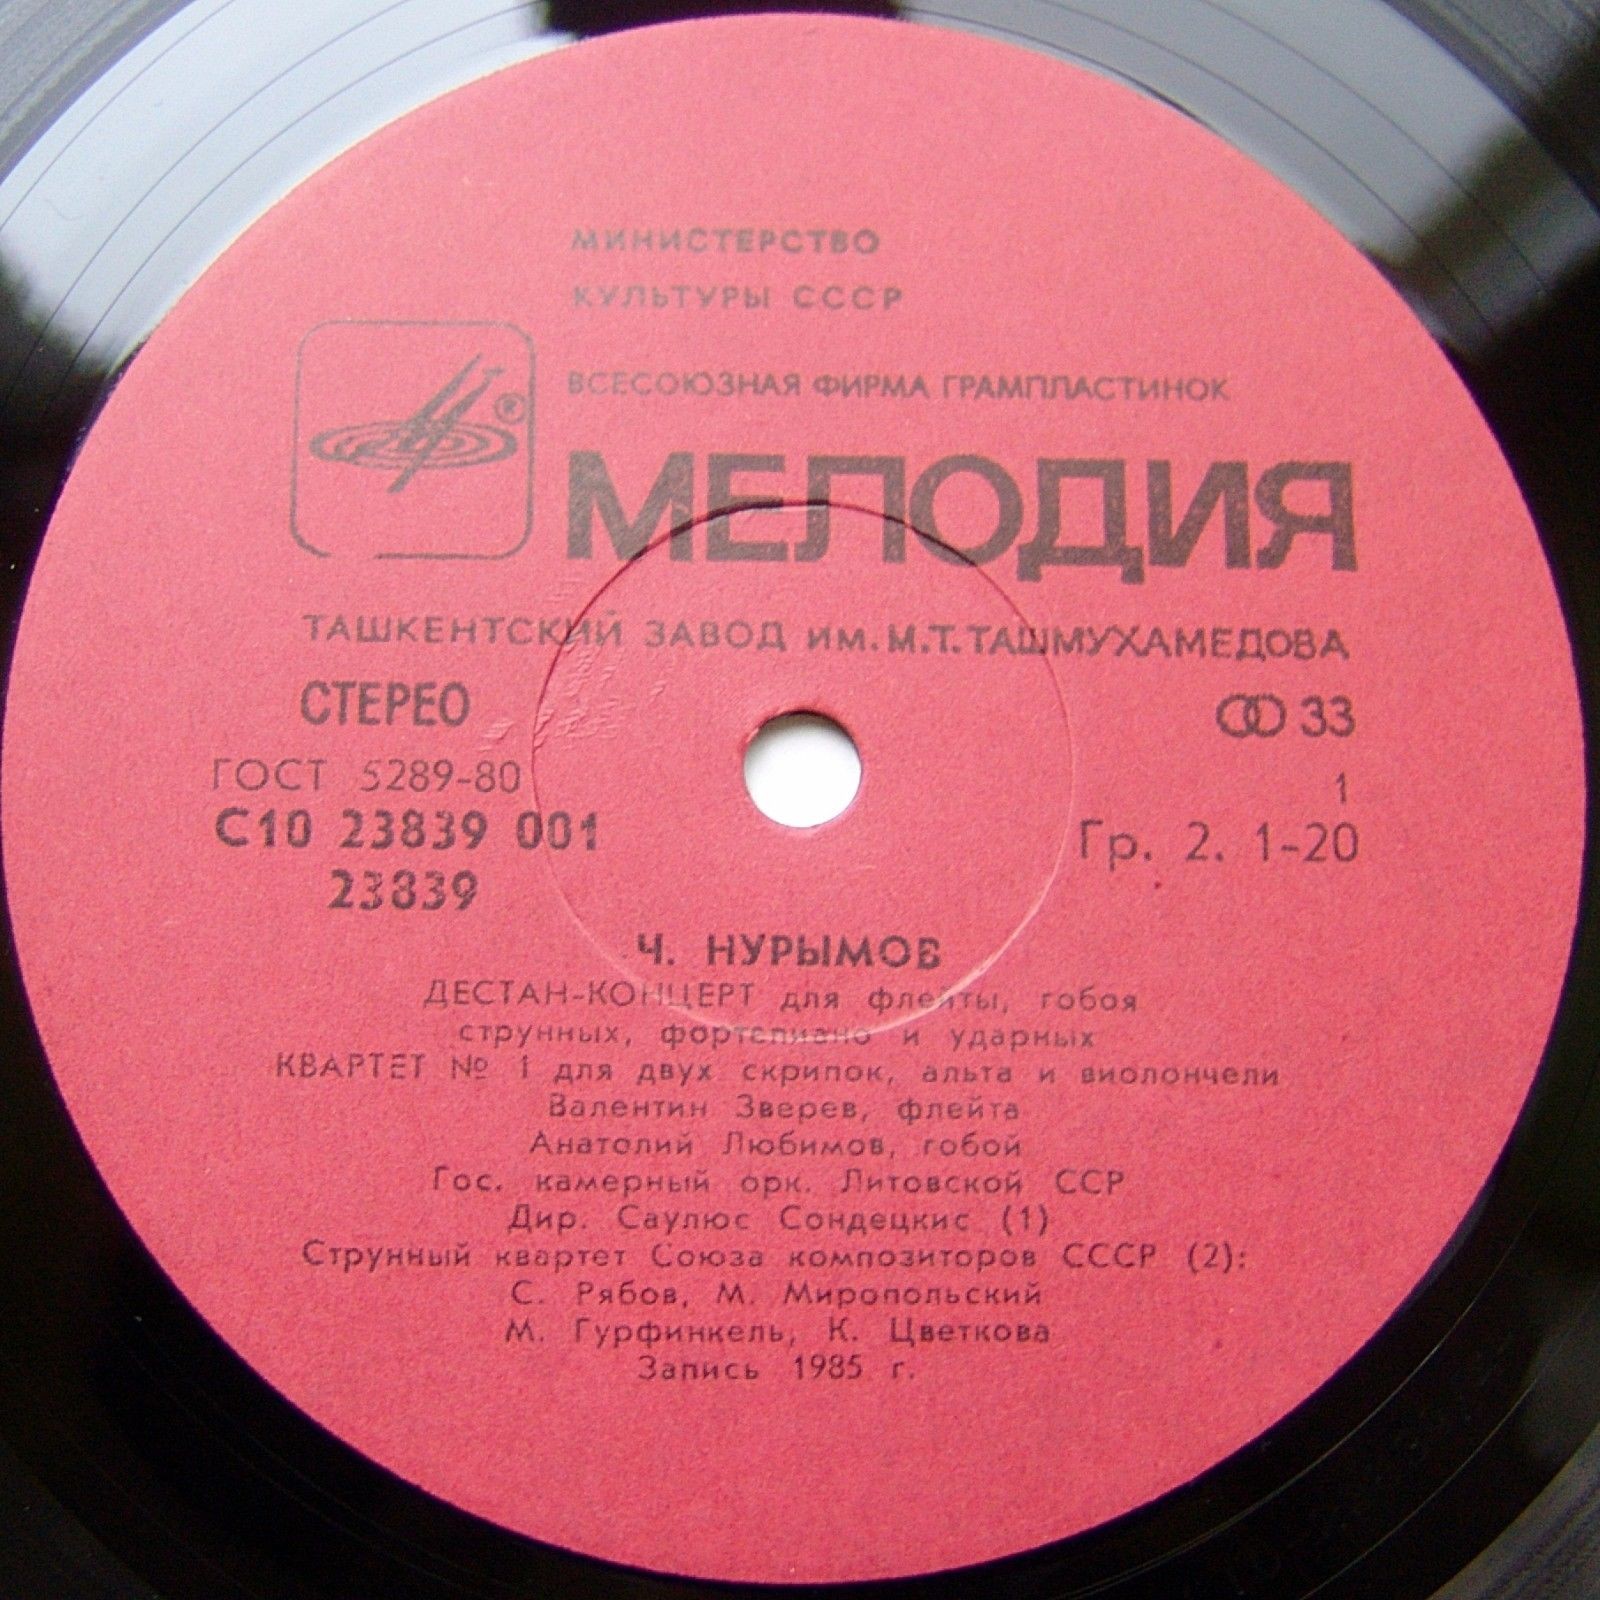 МИНИСТЕРСТВО
КУЛЬТУРЫ СССР
ВСЕСОЮЗНАЯ ФИРМА ГРАМПЛАСТИНОК
®
МЕЛОДИЯ
ТАШКЕНТСКИЙ ЗАВОД ИМ. М.Т. ТАШМУХАМЕДОВА
СТЕРЕО 33
ГОСТ 5289-80 1
С10 23839 001 Гр. 2. 1-20
23839
Ч. НУРЫМОВ
ДЕСТАН-КОНЦЕРТ для флейты, гобоя
струнных, фортепиано и ударных
КВАРТЕТ № 1 для двух скрипок, альта и виолончели
Валентин Зверев, флейта
Анатолий Любимов, гобой
Гос. камерный орк. Литовской ССР
Дир. Саулюс Сондецкис (1)
Струнный квартет Союза композиторов СССР (2):
С. Рябов, М. Миропольский
М. Гурфинкель, К. Цветкова
Запись 1985 г.